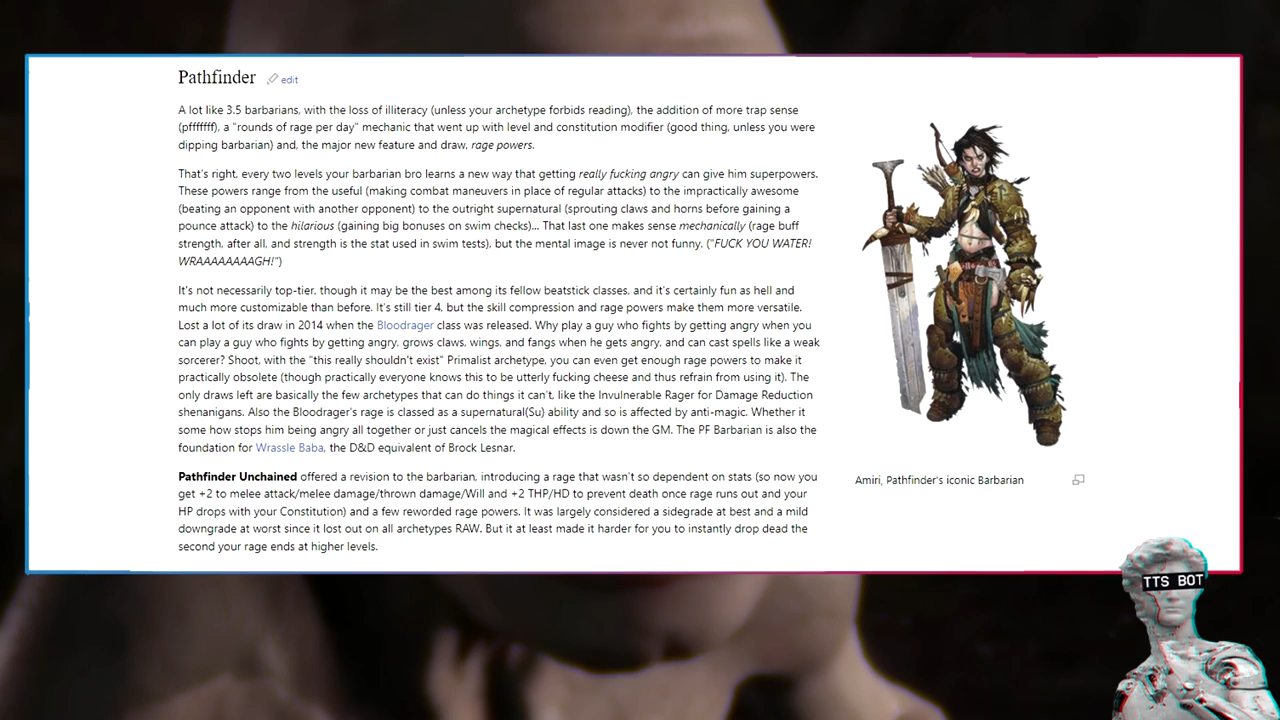 Pathfinder edit
A lot like 3.5 barbarians, with the loss of illiteracy (unless your archetype forbids reading), the addition of more trap sense
(pfffffff), a "rounds of rage per day" mechanic that went up with level and constitution modifier (good thing, unless you were
dipping barbarian) and, the major new feature and draw, rage powers.
That's right, every two levels your barbarian bro learns a new way that getting really fucking angry can give him superpowers.
These powers range from the useful (making combat maneuvers in place of regular attacks) to the impractically awesome
(beating an opponent with another opponent) to the outright supernatural (sprouting claws and horns before gaining a
pounce attack) to the hilarious (gaining big bonuses on swim checks)... That last one makes sense mechanically (rage buff
strength, after all, and strength is the stat used in swim tests), but the mental image is never not funny. ("FUCK YOU WATER!
WRAAAAAAAAGH!")
It's not necessarily top-tier, though it may be the best among its fellow beatstick classes, and it's certainly fun as hell and
much more customizable than before. It's still tier 4, but the skill compression and rage powers make them more versatile.
Lost a lot of its draw in 2014 when the Bloodrager class was released. Why play a guy who fights by getting angry when you
can play a guy who fights by getting angry, grows claws, wings, and fangs when he gets angry, and can cast spells like a weak
sorcerer? Shoot, with the "this really shouldn't exist" Primalist archetype, you can even get enough rage powers to make it
practically obsolete (though practically everyone knows this to be utterly fucking cheese and thus refrain from using it). The
only draws left are basically the few archetypes that can do things it can't, like the Invulnerable Rager for Damage Reduction
shenanigans. Also the Bloodrager's rage is classed as a supernatural(Su) ability and so is affected by anti-magic. Whether it
some how stops him being angry all together or just cancels the magical effects is down the GM. The PF Barbarian is also the
foundation for Wrassle Baba, the D&D equivalent of Brock Lesnar.
Pathfinder Unchained offered a revision to the barbarian, introducing a rage that wasn't so dependent on stats (so now you
get +2 to melee attack/melee damage/thrown damage/Will and +2 THP/HD to prevent death once rage runs out and your
HP drops with your Constitution) and a few reworded rage powers. It was largely considered a sidegrade at best and a mild
downgrade at worst since it lost out on all archetypes RAW. But it at least made it harder for you to instantly drop dead the
second your rage ends at higher levels.
Amiri, Pathfinder's iconic Barbarian
TTS BOT